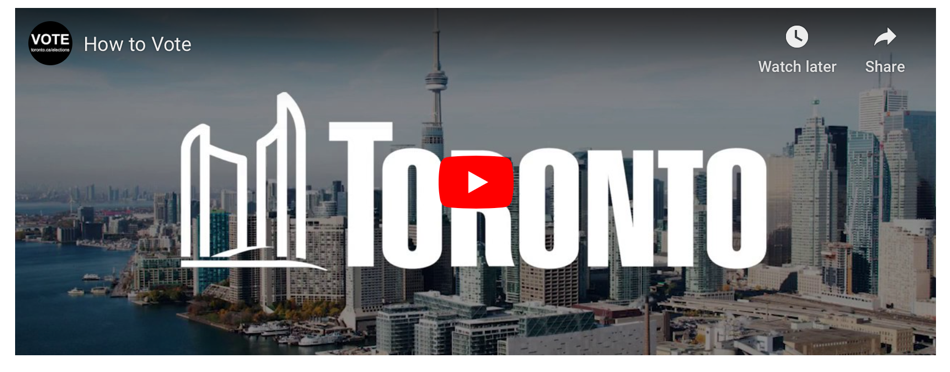 VOTE
toronto.ca/elections
How to Vote
Watch later
Share
TORONTO